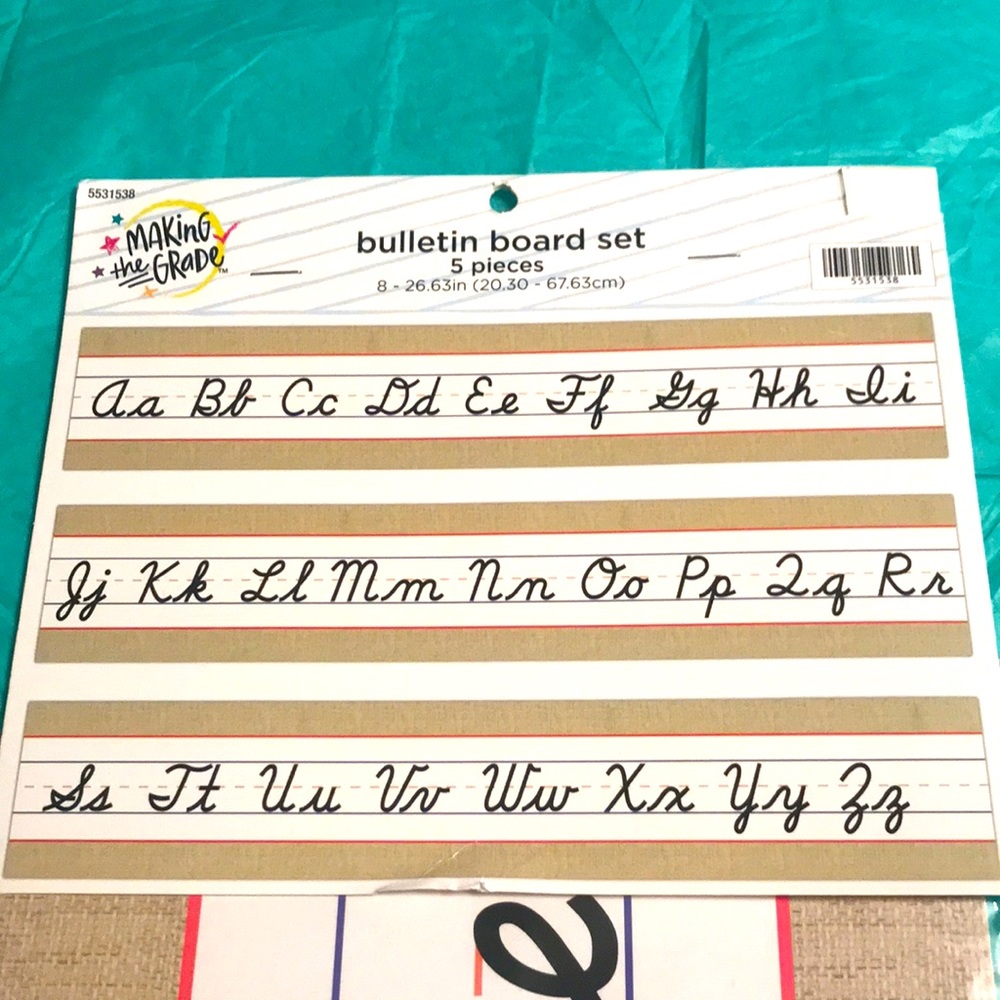 5531538
MAKING
the GRADE™
bulletin board set
5 pieces
8 - 26.63in (20.30 - 67.63cm)
5531538
Aa Bb Cc Dd Ee Ff Gg Hh Ii
Jj Kk Ll Mm Nn Oo Pp Qq Rr
Ss Tt Uu Vv Ww Xx Yy Zz
e